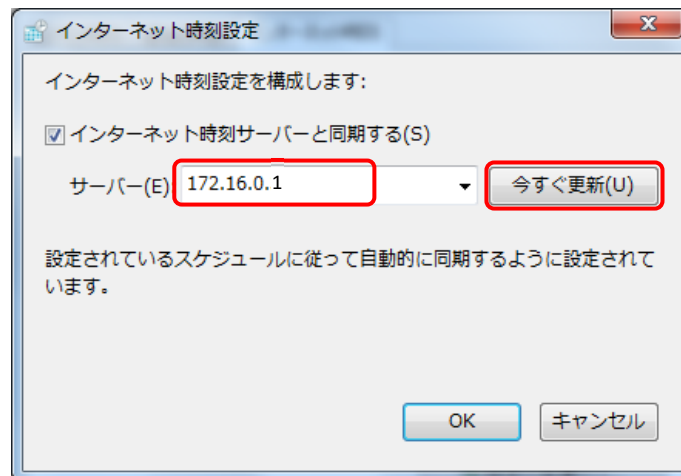 インターネット時刻設定
インターネット時刻設定を構成します:
インターネット時刻サーバーと同期する(S)
サーバー(E) 172.16.0.1 今すぐ更新(U)
設定されているスケジュールに従って自動的に同期するように設定されて
います。
OK キャンセル